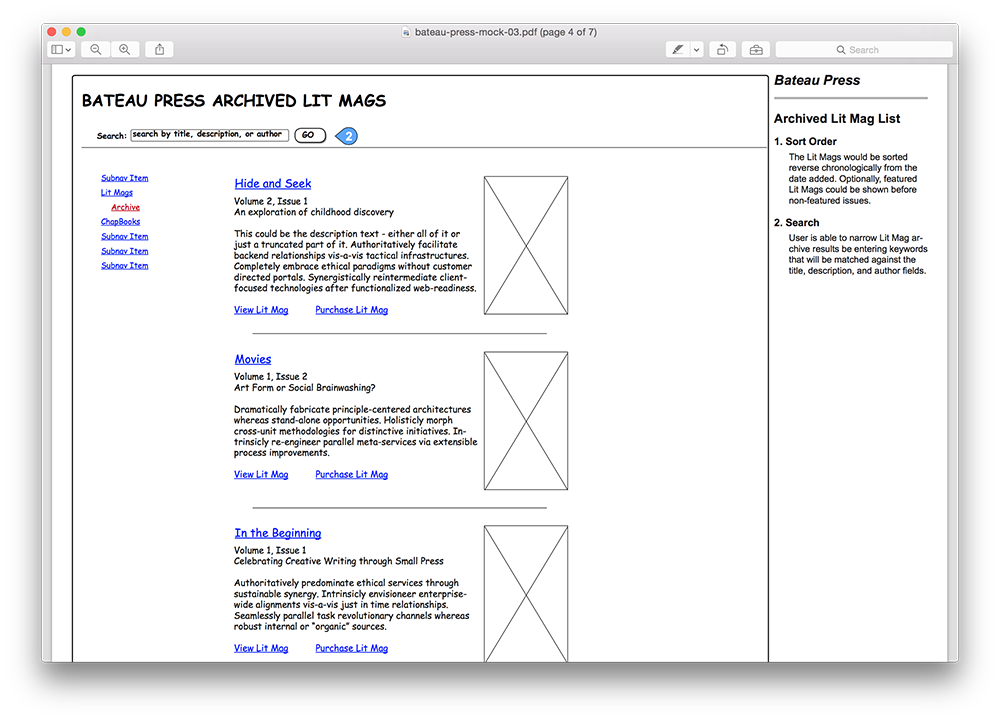 bateau-press-mock-03.pdf (page 4 of 7)
Search
BATEAU PRESS ARCHIVED LIT MAGS
Search: search by title, description, or author GO 2
Subnav Item
Lit Mags
Archive
ChapBooks
Subnav Item
Subnav Item
Subnav Item
Hide and Seek
Volume 2, Issue 1
An exploration of childhood discovery
This could be the description text - either all of it or
just a truncated part of it. Authoritatively facilitate
backend relationships vis-a-vis tactical infrastructures.
Completely embrace ethical paradigms without customer
directed portals. Synergistically reintermediate client-
focused technologies after functionalized web-readiness.
View Lit Mag Purchase Lit Mag
Movies
Volume 1, Issue 2
Art Form or Social Brainwashing?
Dramatically fabricate principle-centered architectures
whereas stand-alone opportunities. Holisticly morph
cross-unit methodologies for distinctive initiatives. In-
trinsicly re-engineer parallel meta-services via extensible
process improvements.
View Lit Mag Purchase Lit Mag
In the Beginning
Volume 1, Issue 1
Celebrating Creative Writing through Small Press
Authoritatively predominate ethical services through
sustainable synergy. Intrinsicly envisioneer enterprise-
wide alignments vis-a-vis just in time relationships.
Seamlessly parallel task revolutionary channels whereas
robust internal or "organic" sources.
View Lit Mag Purchase Lit Mag
Bateau Press
Archived Lit Mag List
1. Sort Order
The Lit Mags would be sorted
reverse chronologically from the
date added. Optionally, featured
Lit Mags could be shown before
non-featured issues.
2. Search
User is able to narrow Lit Mag ar-
chive results be entering keywords
that will be matched against the
title, description, and author fields.